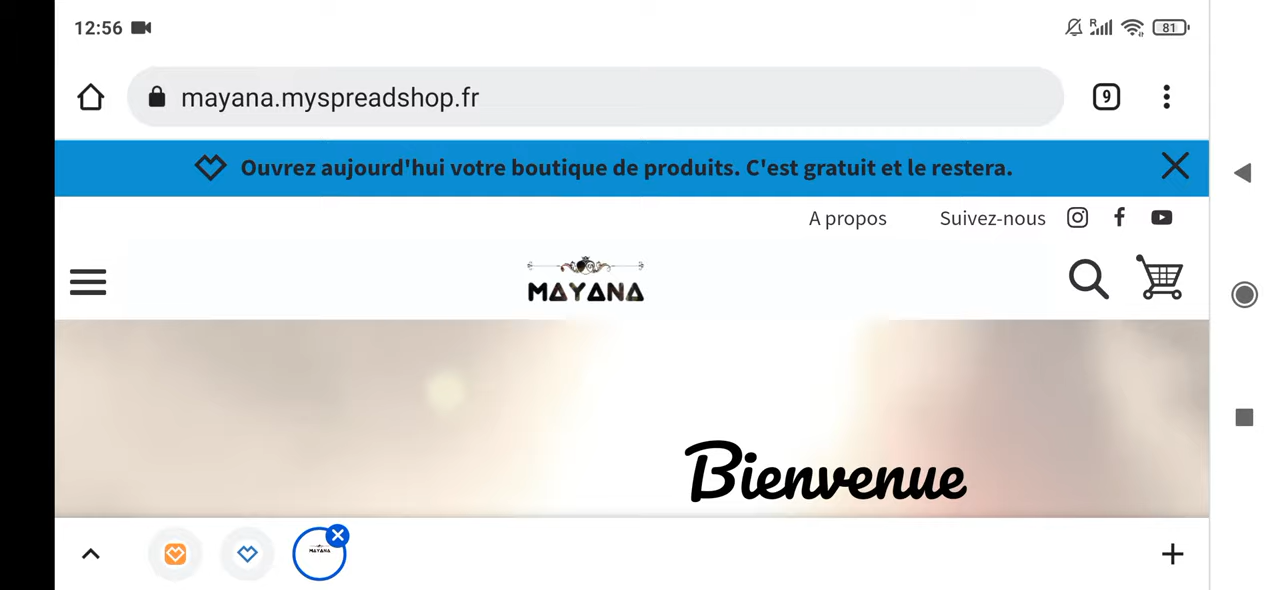 12:56
R
81
mayana.myspreadshop.fr
9
Ouvrez aujourd'hui votre boutique de produits. C'est gratuit et le restera.
A propos
Suivez-nous
MAYANA
Bienvenue
MAYANA